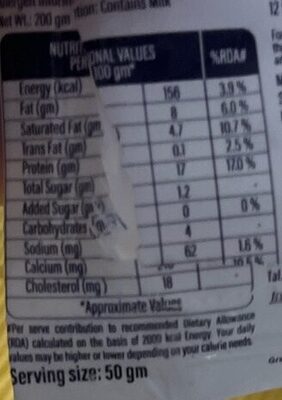 tion: Contains Milk
Net Wt.: 200 gm
NUTRI NAL VALUES
PE 100 gm* %RDA#
Energy (kcal) 156 3.9 %
Fat (gm) 8 6.0 %
Saturated Fat (gm 4.7 10.7 %
Trans Fat (gm) 0.1 2.5 %
Protein (gm) 17 17.0 %
Total Sugar (gm) 1.2 -
Added Sugar (gm) 0 0 %
Carbohydrates 4 -
Sodium (mg) 62 1.6 %
Calcium (mg)
Cholesterol (mg) 18 -
*Approximate Values
#Per serve contribution to recommended Dietary Allowance
(RDA) calculated on the basis of 2000 kcal Energy. Your daily
values may be higher or lower depending on your calorie needs.
Serving size: 50 gm
12